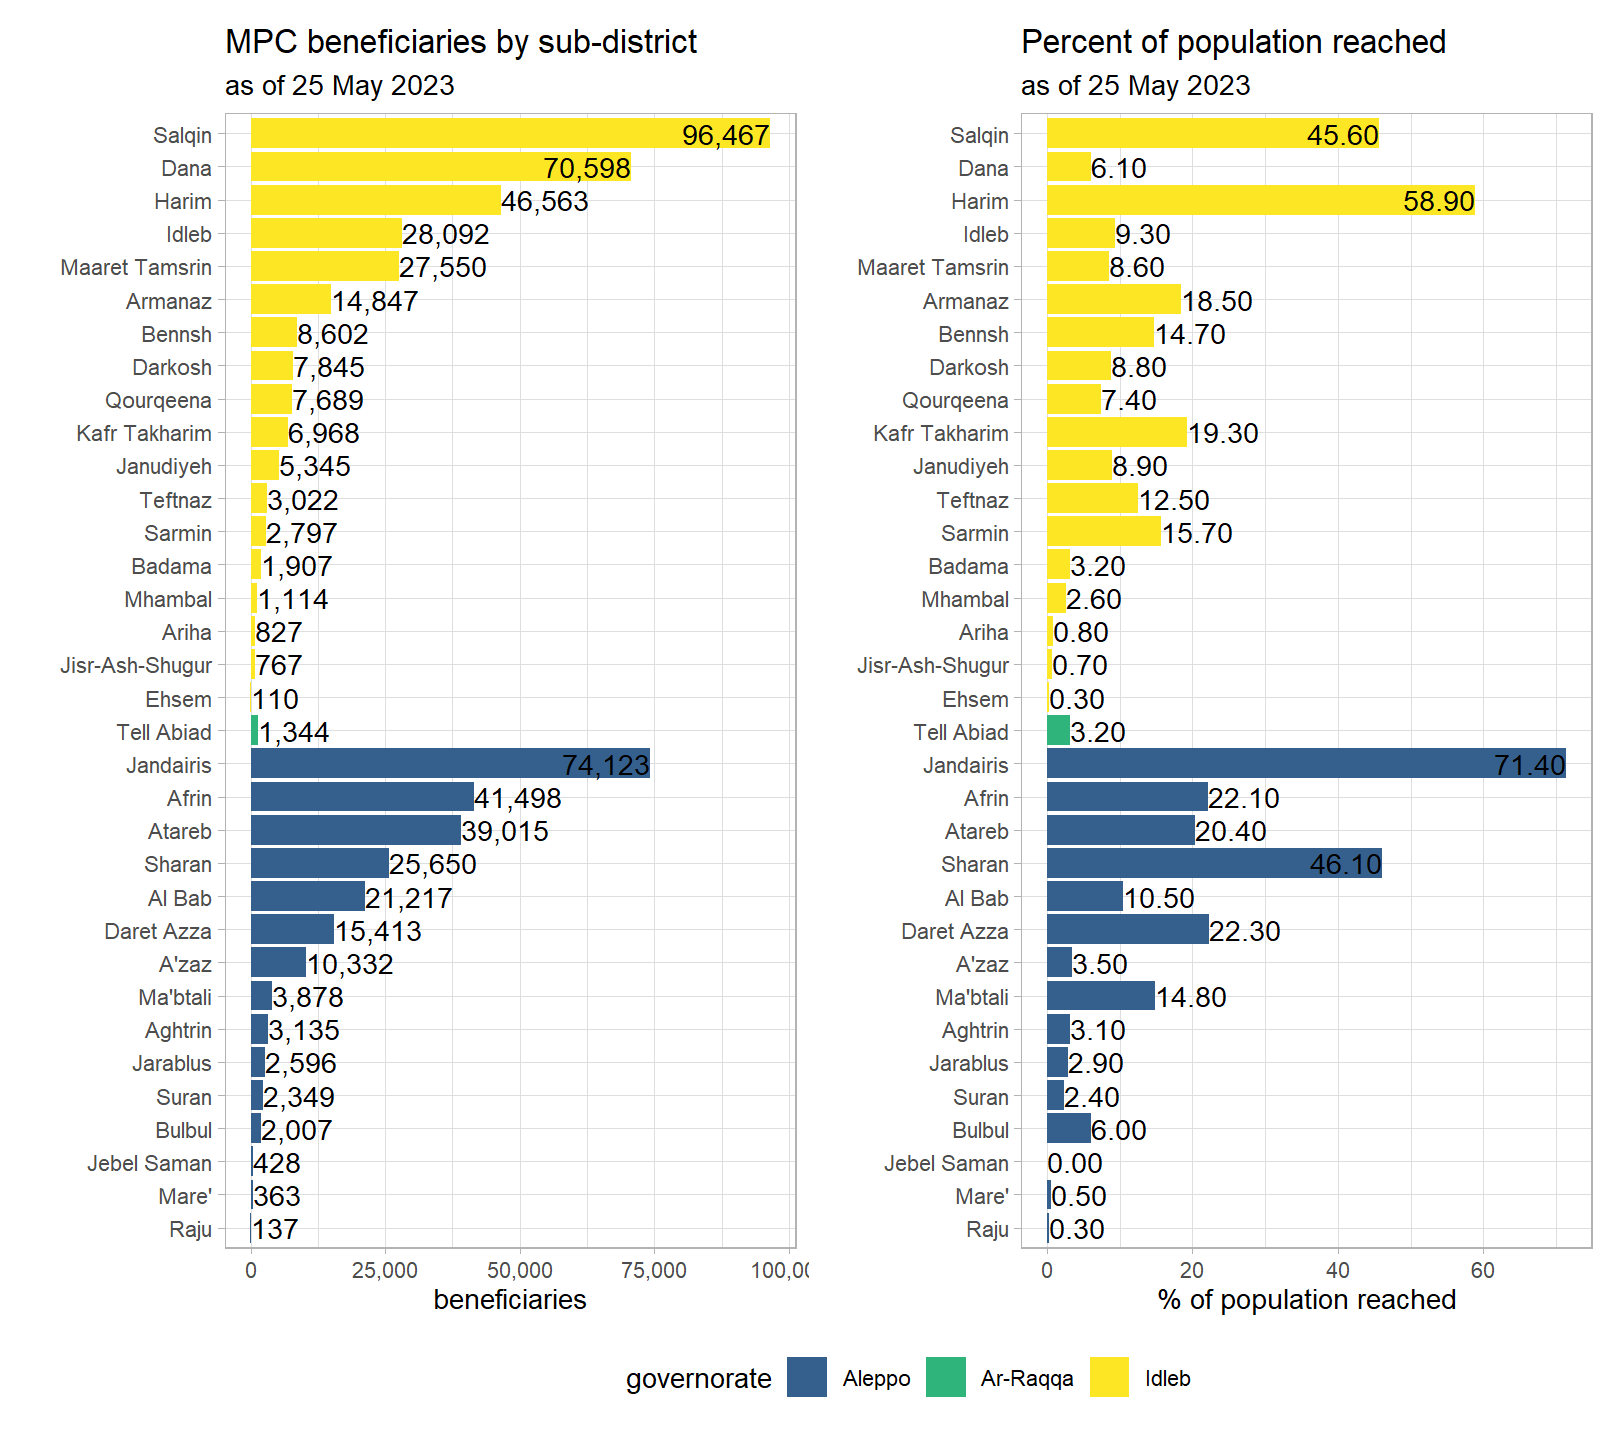 MPC beneficiaries by sub-district
as of 25 May 2023
Salqin 96,467
Dana 70,598
Harim 46,563
Idleb 28,092
Maaret Tamsrin 27,550
Armanaz 14,847
Bennsh 8,602
Darkosh 7,845
Qourqeena 7,689
Kafr Takharim 6,968
Janudiyeh 5,345
Teftnaz 3,022
Sarmin 2,797
Badama 1,907
Mhambal 1,114
Ariha 827
Jisr-Ash-Shugur 767
Ehsem 110
Tell Abiad 1,344
Jandairis 74,123
Afrin 41,498
Atareb 39,015
Sharan 25,650
Al Bab 21,217
Daret Azza 15,413
A'zaz 10,332
Ma'btali 3,878
Aghtrin 3,135
Jarablus 2,596
Suran 2,349
Bulbul 2,007
Jebel Saman 428
Mare' 363
Raju 137
0 25,000 50,000 75,000 100,0
beneficiaries
Percent of population reached
as of 25 May 2023
Salqin 45.60
Dana 6.10
Harim 58.90
Idleb 9.30
Maaret Tamsrin 8.60
Armanaz 18.50
Bennsh 14.70
Darkosh 8.80
Qourqeena 7.40
Kafr Takharim 19.30
Janudiyeh 8.90
Teftnaz 12.50
Sarmin 15.70
Badama 3.20
Mhambal 2.60
Ariha 0.80
Jisr-Ash-Shugur 0.70
Ehsem 0.30
Tell Abiad 3.20
Jandairis 71.40
Afrin 22.10
Atareb 20.40
Sharan 46.10
Al Bab 10.50
Daret Azza 22.30
A'zaz 3.50
Ma'btali 14.80
Aghtrin 3.10
Jarablus 2.90
Suran 2.40
Bulbul 6.00
Jebel Saman 0.00
Mare' 0.50
Raju 0.30
0 20 40 60
% of population reached
governorate Aleppo Ar-Raqqa Idleb